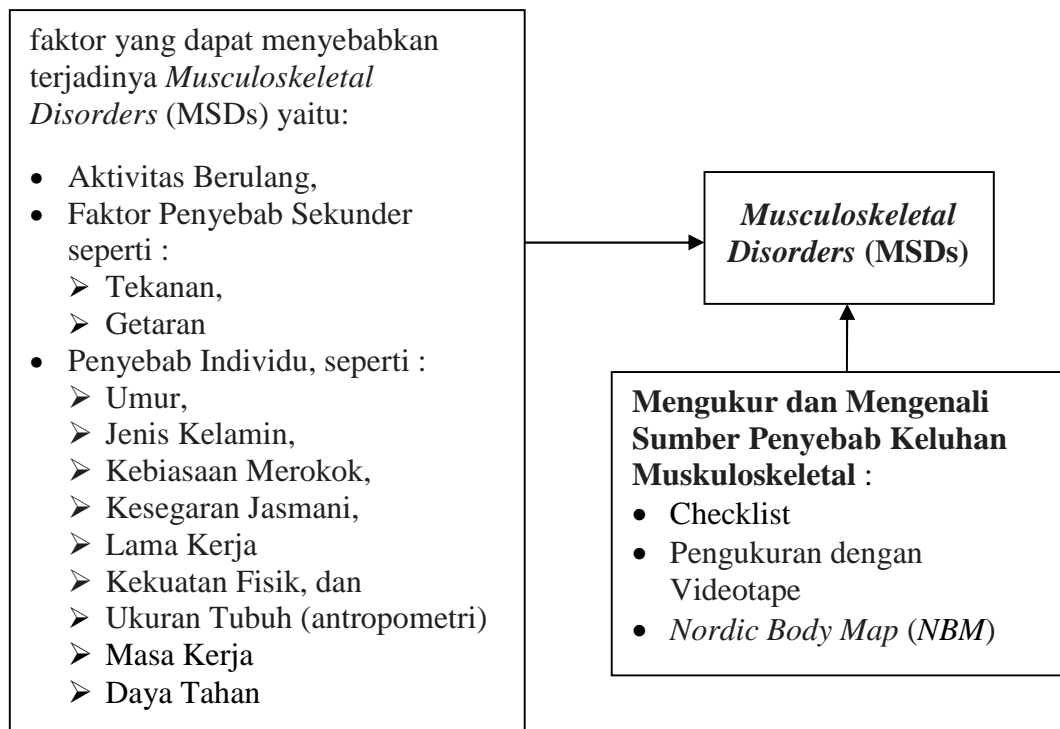 faktor yang dapat menyebabkan
terjadinya Musculoskeletal
Disorders (MSDs) yaitu:
• Aktivitas Berulang,
• Faktor Penyebab Sekunder
seperti :
➢ Tekanan,
➢ Getaran
• Penyebab Individu, seperti :
➢ Umur,
➢ Jenis Kelamin,
➢ Kebiasaan Merokok,
➢ Kesegaran Jasmani,
➢ Lama Kerja
➢ Kekuatan Fisik, dan
➢ Ukuran Tubuh (antropometri)
➢ Masa Kerja
➢ Daya Tahan
Musculoskeletal
Disorders (MSDs)
Mengukur dan Mengenali
Sumber Penyebab Keluhan
Muskuloskeletal :
• Checklist
• Pengukuran dengan
Videotape
• Nordic Body Map (NBM)